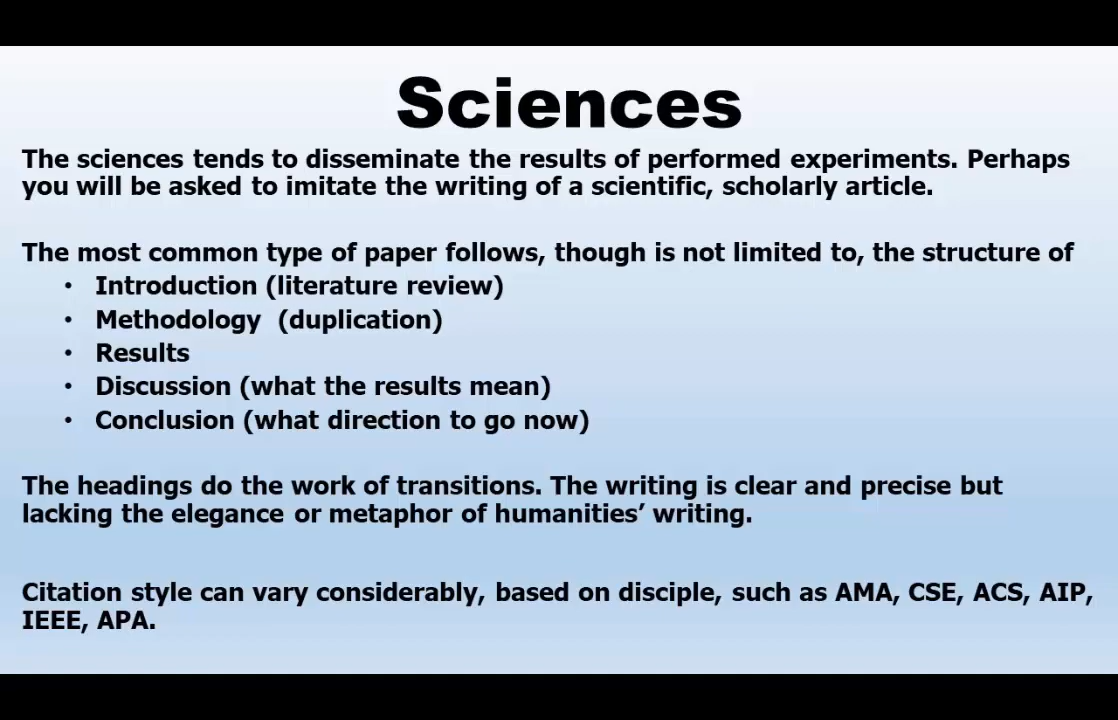 Sciences
The sciences tends to disseminate the results of performed experiments. Perhaps
you will be asked to imitate the writing of a scientific, scholarly article.
The most common type of paper follows, though is not limited to, the structure of
• Introduction (literature review)
• Methodology (duplication)
• Results
• Discussion (what the results mean)
• Conclusion (what direction to go now)
The headings do the work of transitions. The writing is clear and precise but
lacking the elegance or metaphor of humanities’ writing.
Citation style can vary considerably, based on disciple, such as AMA, CSE, ACS, AIP,
IEEE, APA.